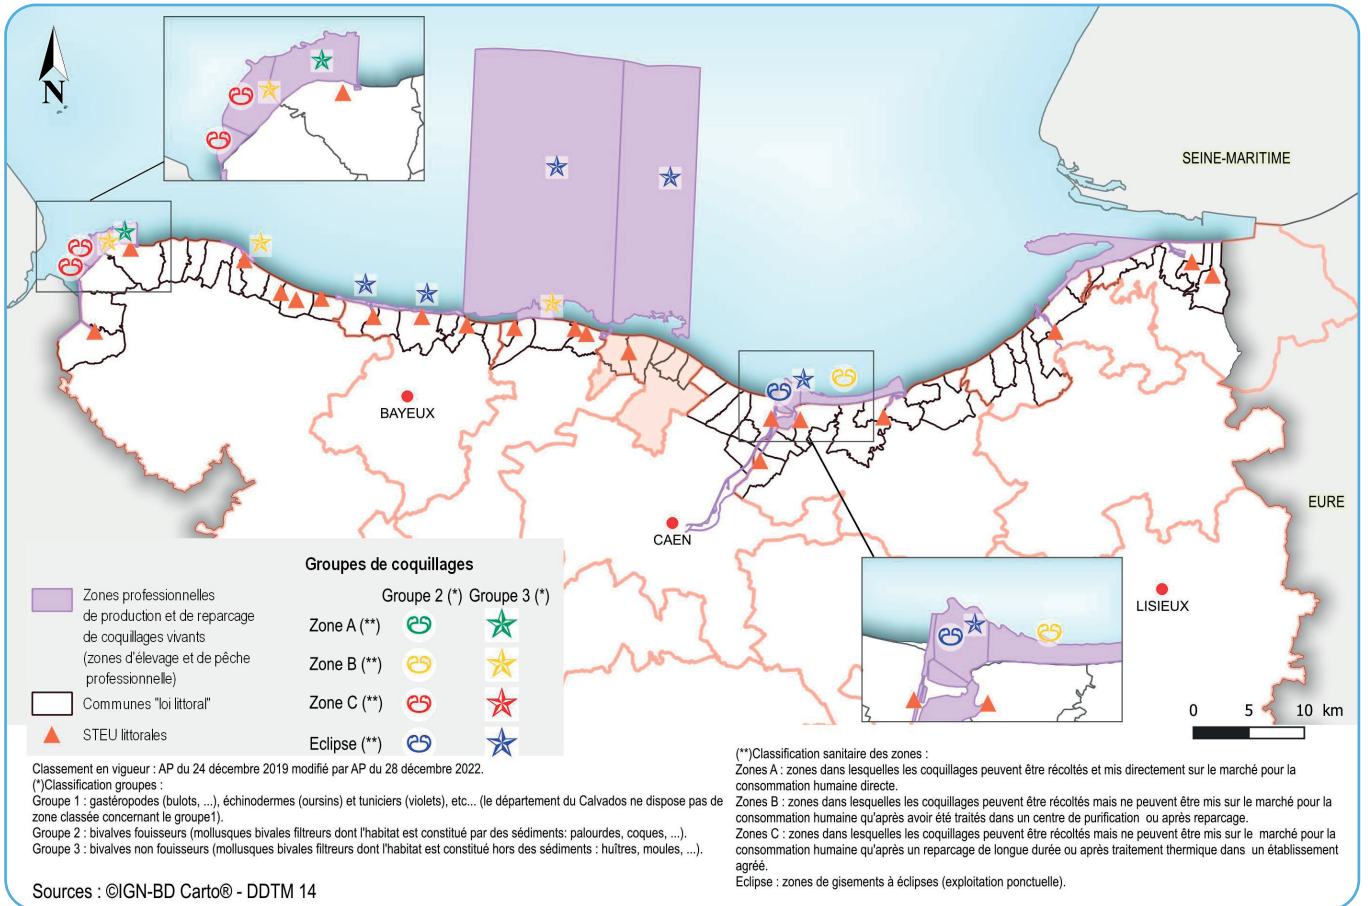 N
SEINE-MARITIME
BAYEUX
CAEN
EURE
LISIEUX
0 5 10 km
Groupes de coquillages
Groupe 2 (*) Groupe 3 (*)
Zone A (**)
Zone B (**)
Zone C (**)
Eclipse (**)
Zones professionnelles
de production et de reparcage
de coquillages vivants
(zones d'élevage et de pêche
professionnelle)
Communes "loi littoral"
STEU littorales
Classement en vigueur : AP du 24 décembre 2019 modifié par AP du 28 décembre 2022.
(*)Classification groupes :
Groupe 1 : gastéropodes (bulots, ...), échinodermes (oursins) et tuniciers (violets), etc... (le département du Calvados ne dispose pas de
zone classée concernant le groupe1).
Groupe 2 : bivalves fouisseurs (mollusques bivales filtreurs dont l'habitat est constitué par des sédiments: palourdes, coques, ...).
Groupe 3 : bivalves non fouisseurs (mollusques bivales filtreurs dont l'habitat est constitué hors des sédiments : huîtres, moules, ...).
Sources : ©IGN-BD Carto® - DDTM 14
(**)Classification sanitaire des zones :
Zones A : zones dans lesquelles les coquillages peuvent être récoltés et mis directement sur le marché pour la
consommation humaine directe.
Zones B : zones dans lesquelles les coquillages peuvent être récoltés mais ne peuvent être mis sur le marché pour la
consommation humaine qu'après avoir été traités dans un centre de purification ou après reparcage.
Zones C : zones dans lesquelles les coquillages peuvent être récoltés mais ne peuvent être mis sur le marché pour la
consommation humaine qu'après un reparcage de longue durée ou après traitement thermique dans un établissement
agréé.
Eclipse : zones de gisements à éclipses (exploitation ponctuelle).